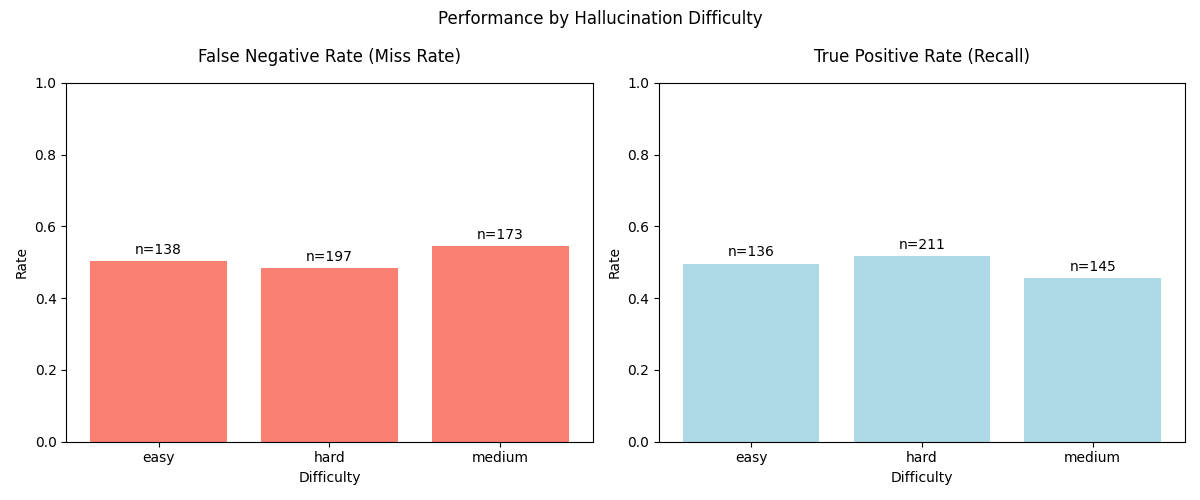 Performance by Hallucination Difficulty
False Negative Rate (Miss Rate)
1.0
0.8
0.6
0.4
0.2
0.0
Rate
n=138
n=197
n=173
easy
hard
medium
Difficulty
True Positive Rate (Recall)
1.0
0.8
0.6
0.4
0.2
0.0
Rate
n=136
n=211
n=145
easy
hard
medium
Difficulty